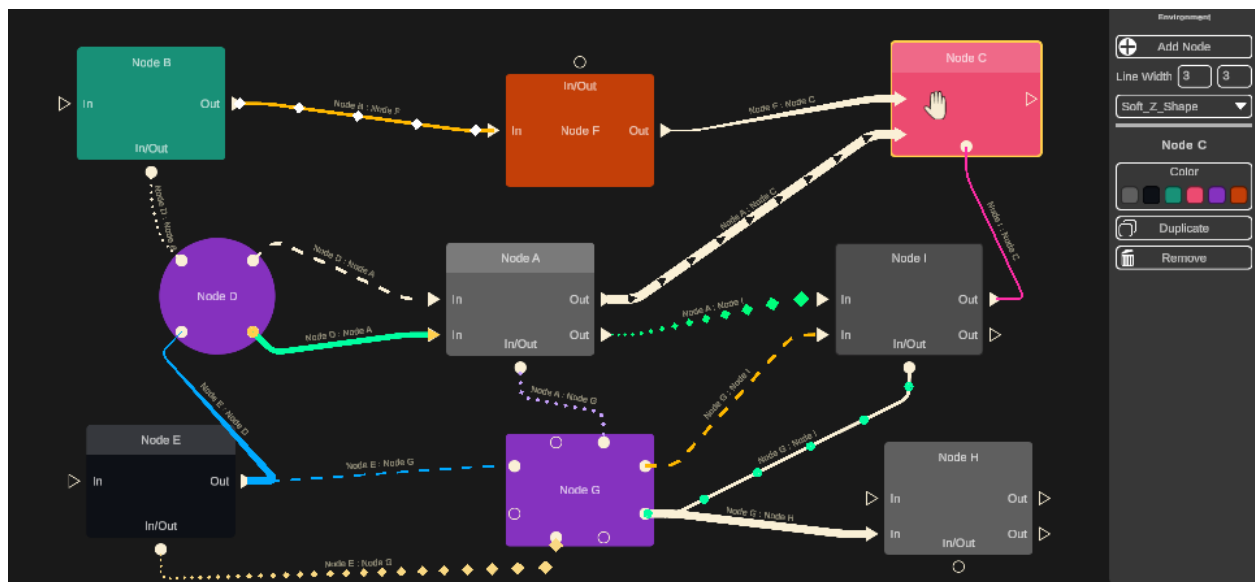 Environment
Add Node
Line Width 3 3
Soft_Z_Shape
Node C
Color
Duplicate
Remove
Node B
In
Out
In/Out
Node B : Node F
In/Out
In
Node F
Out
Node F : Node C
Node C
Node D : Node B
Node D
Node D : Node A
Node D : Node A
Node A
In
Out
In
Out
In/Out
Node A : Node C
Node A : Node I
Node I
In
Out
In
Out
In/Out
Node I : Node C
Node E : Node D
Node A : Node G
Node G : Node I
Node E
In
Out
In/Out
Node E : Node G
Node G
Node G : Node I
Node G : Node H
Node H
In
Out
In
Out
In/Out
Node E : Node G